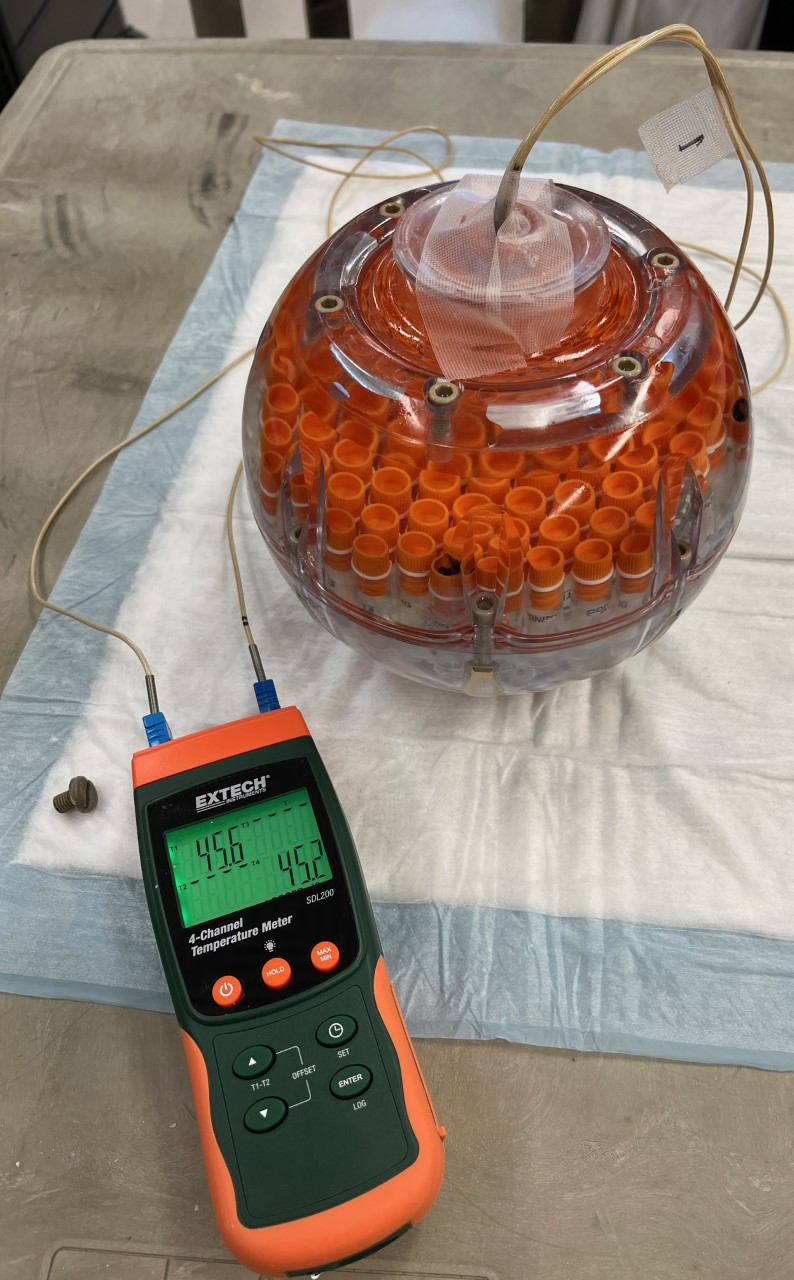 1
EXTECH®
INSTRUMENTS
T1
45.6
T3
T
T2
T4
45.2
SDL200
4-Channel
Temperature Meter
HOLD
MAX
MIN
SET
T1-T2
OFFSET
ENTER
LOG